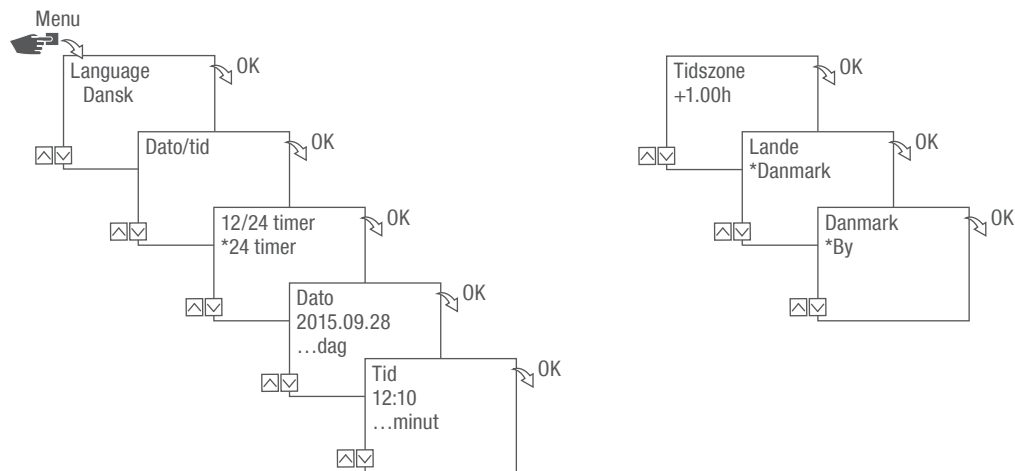 Menu
Language
Dansk
OK
Dato/tid
OK
12/24 timer
*24 timer
OK
Dato
2015.09.28
…dag
OK
Tid
12:10
…minut
OK
Tidszone
+1.00h
OK
Lande
*Danmark
OK
Danmark
*By
OK